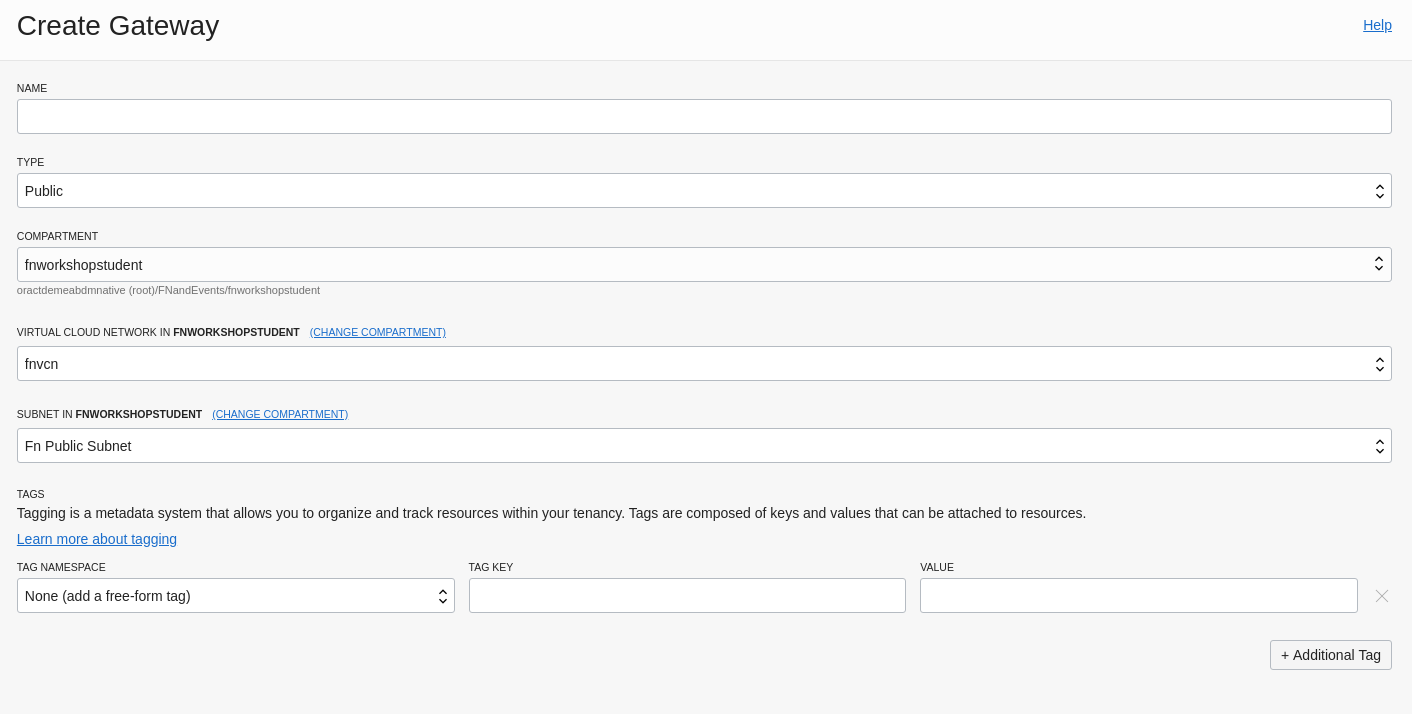 Create Gateway
Help
NAME
TYPE
Public
COMPARTMENT
fnworkshopstudent
oractdemeabdmnative (root)/FNandEvents/fnworkshopstudent
VIRTUAL CLOUD NETWORK IN FNWORKSHOPSTUDENT (CHANGE COMPARTMENT)
fnvcn
SUBNET IN FNWORKSHOPSTUDENT (CHANGE COMPARTMENT)
Fn Public Subnet
TAGS
Tagging is a metadata system that allows you to organize and track resources within your tenancy. Tags are composed of keys and values that can be attached to resources.
Learn more about tagging
TAG NAMESPACE TAG KEY VALUE
None (add a free-form tag)
+ Additional Tag